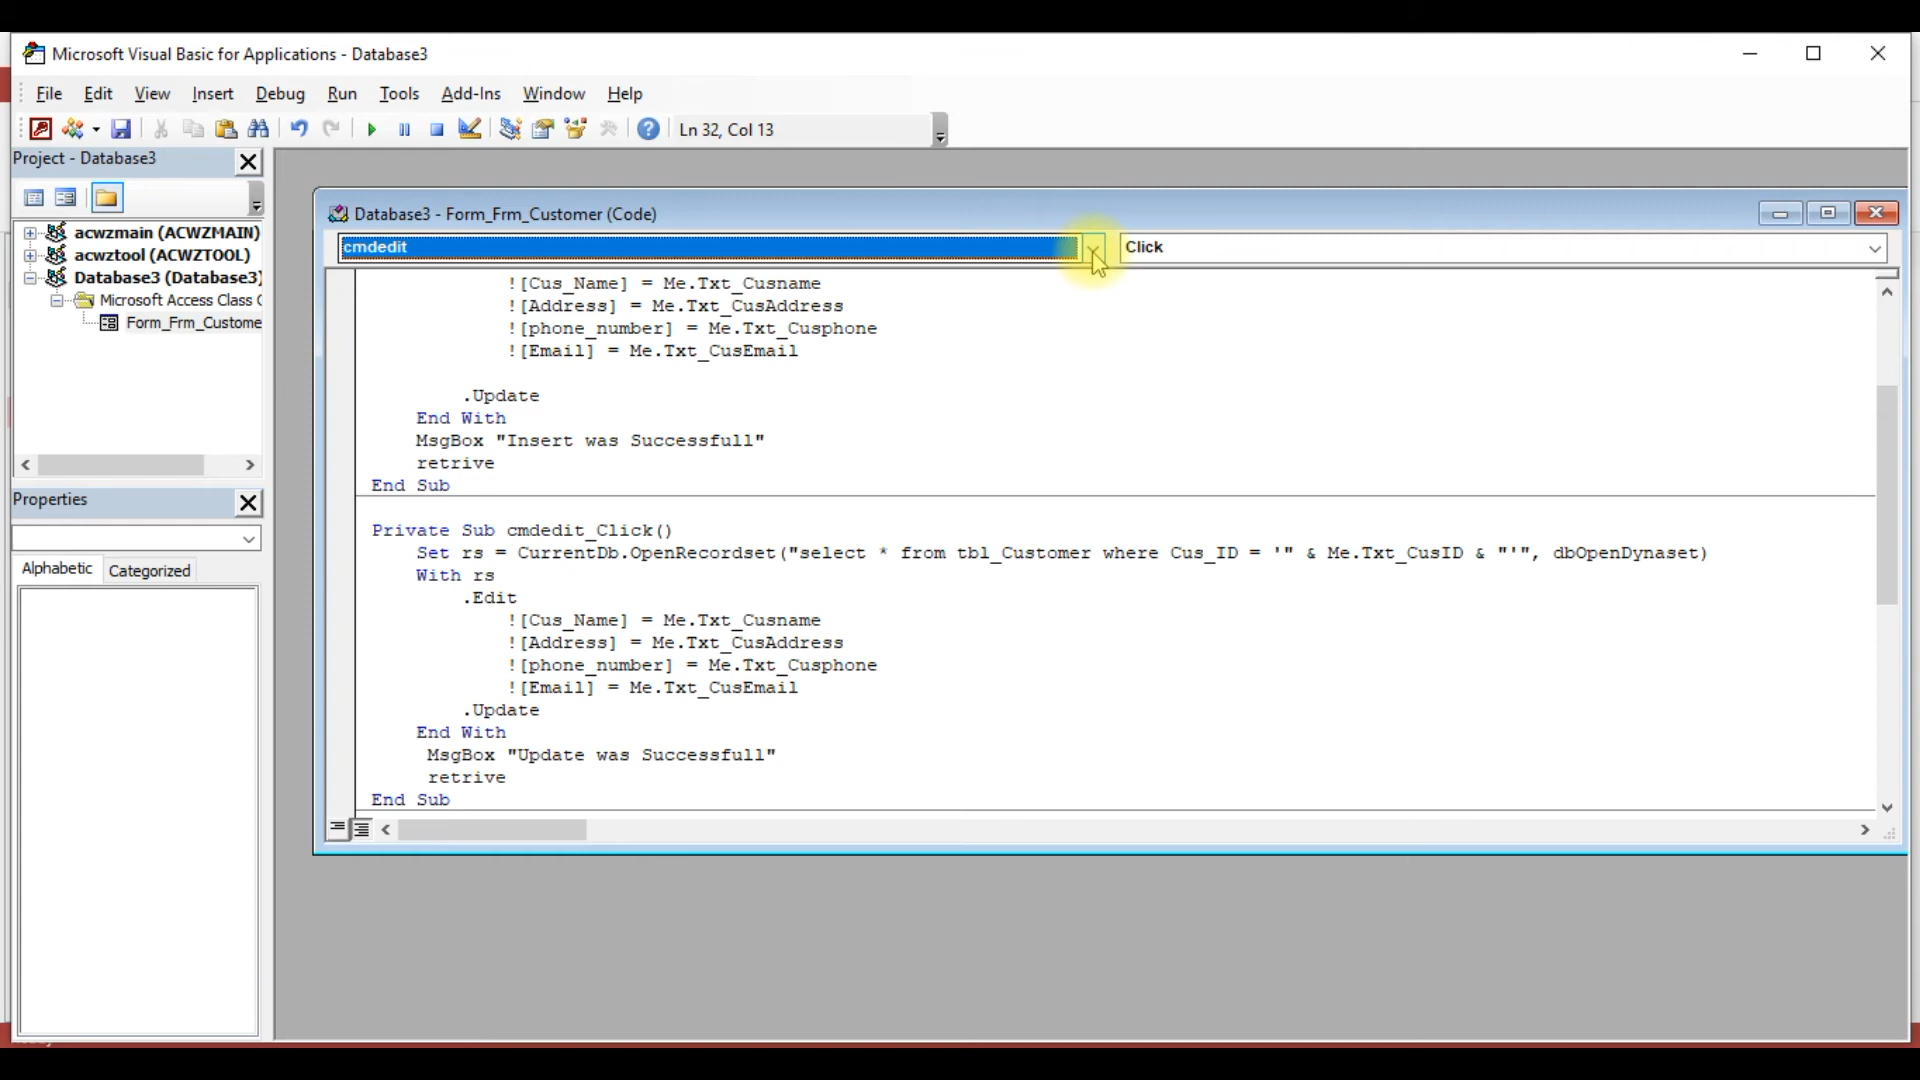 Microsoft Visual Basic for Applications - Database3
File Edit View Insert Debug Run Tools Add-Ins Window Help
Ln 32, Col 13
Project - Database3
acwzmain (ACWZMAIN)
acwztool (ACWZTOOL)
Database3 (Database3)
Microsoft Access Class
Form_Frm_Custome
Properties
Alphabetic Categorized
Database3 - Form_Frm_Customer (Code)
cmdedit Click
![Cus_Name] = Me.Txt_Cusname
![Address] = Me.Txt_CusAddress
![phone_number] = Me.Txt_Cusphone
![Email] = Me.Txt_CusEmail
.Update
End With
MsgBox "Insert was Successfull"
retrive
End Sub
Private Sub cmdedit_Click()
Set rs = CurrentDb.OpenRecordset("select * from tbl_Customer where Cus_ID = '" & Me.Txt_CusID & "'", dbOpenDynaset)
With rs
.Edit
![Cus_Name] = Me.Txt_Cusname
![Address] = Me.Txt_CusAddress
![phone_number] = Me.Txt_Cusphone
![Email] = Me.Txt_CusEmail
.Update
End With
MsgBox "Update was Successfull"
retrive
End Sub